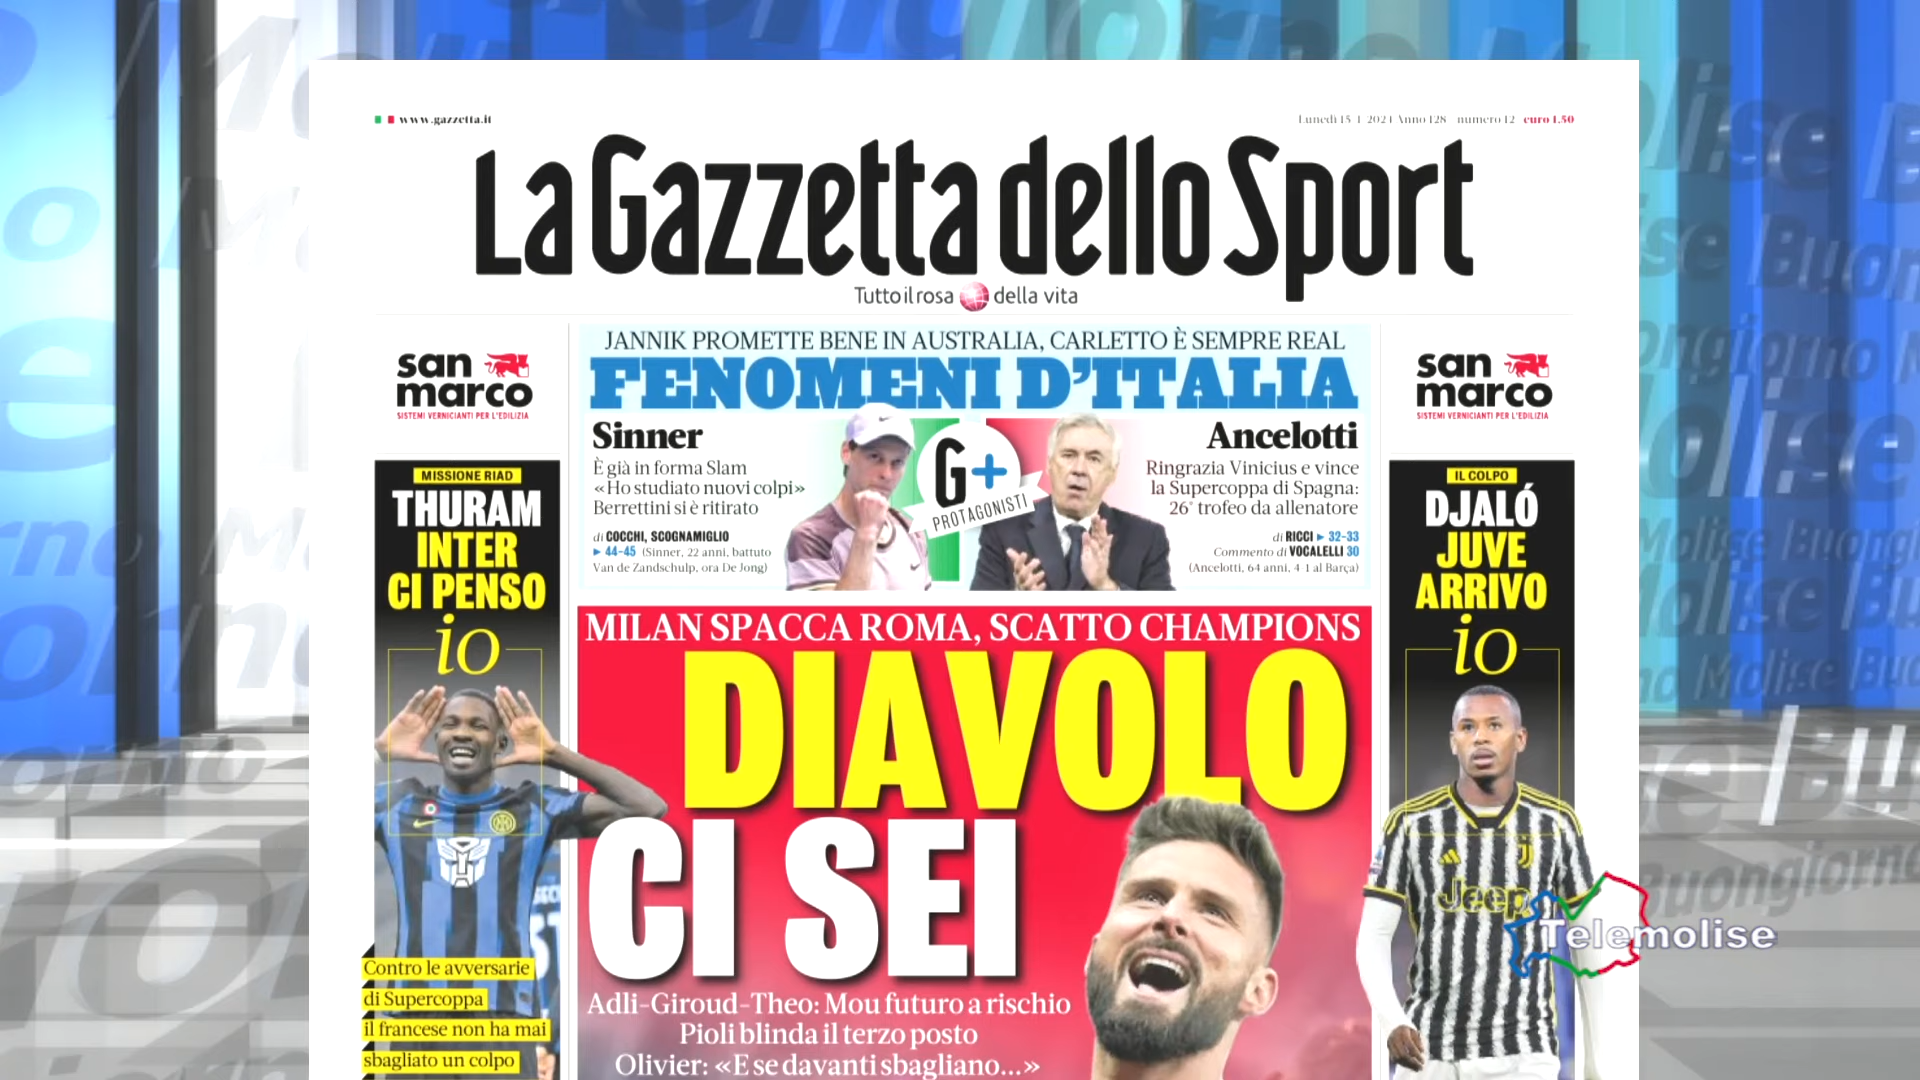 www.gazzetta.it
Lunedì 15 1 2024 Anno 128 numero 12 euro 1.50
La Gazzetta dello Sport
Tutto il rosa della vita
san marco
SISTEMI VERNICIANTI PER L'EDILIZIA
JANNIK PROMETTE BENE IN AUSTRALIA, CARLETTO È SEMPRE REAL
FENOMENI D'ITALIA
Sinner
È già in forma Slam
«Ho studiato nuovi colpi»
Berrettini si è ritirato
di COCCHI, SCOGNAMIGLIO
44-45 (Sinner, 22 anni, battuto
Van de Zandschulp, ora De Jong)
G+
PROTAGONISTI
Ancelotti
Ringrazia Vinicius e vince
la Supercoppa di Spagna:
26° trofeo da allenatore
di RICCI 32-33
Commento di VOCALELLI 30
(Ancelotti, 64 anni, 4-1 al Barça)
san marco
SISTEMI VERNICIANTI PER L'EDILIZIA
MISSIONE RIAD
THURAM
INTER
CI PENSO
io
Contro le avversarie
di Supercoppa
il francese non ha mai
sbagliato un colpo
MILAN SPACCA ROMA, SCATTO CHAMPIONS
DIAVOLO
CI SEI
Adli-Giroud-Theo: Mou futuro a rischio
Pioli blinda il terzo posto
Olivier: «E se davanti sbagliano...»
IL COLPO
DJALÓ
JUVE
ARRIVO
io
Jeep
Telemolise